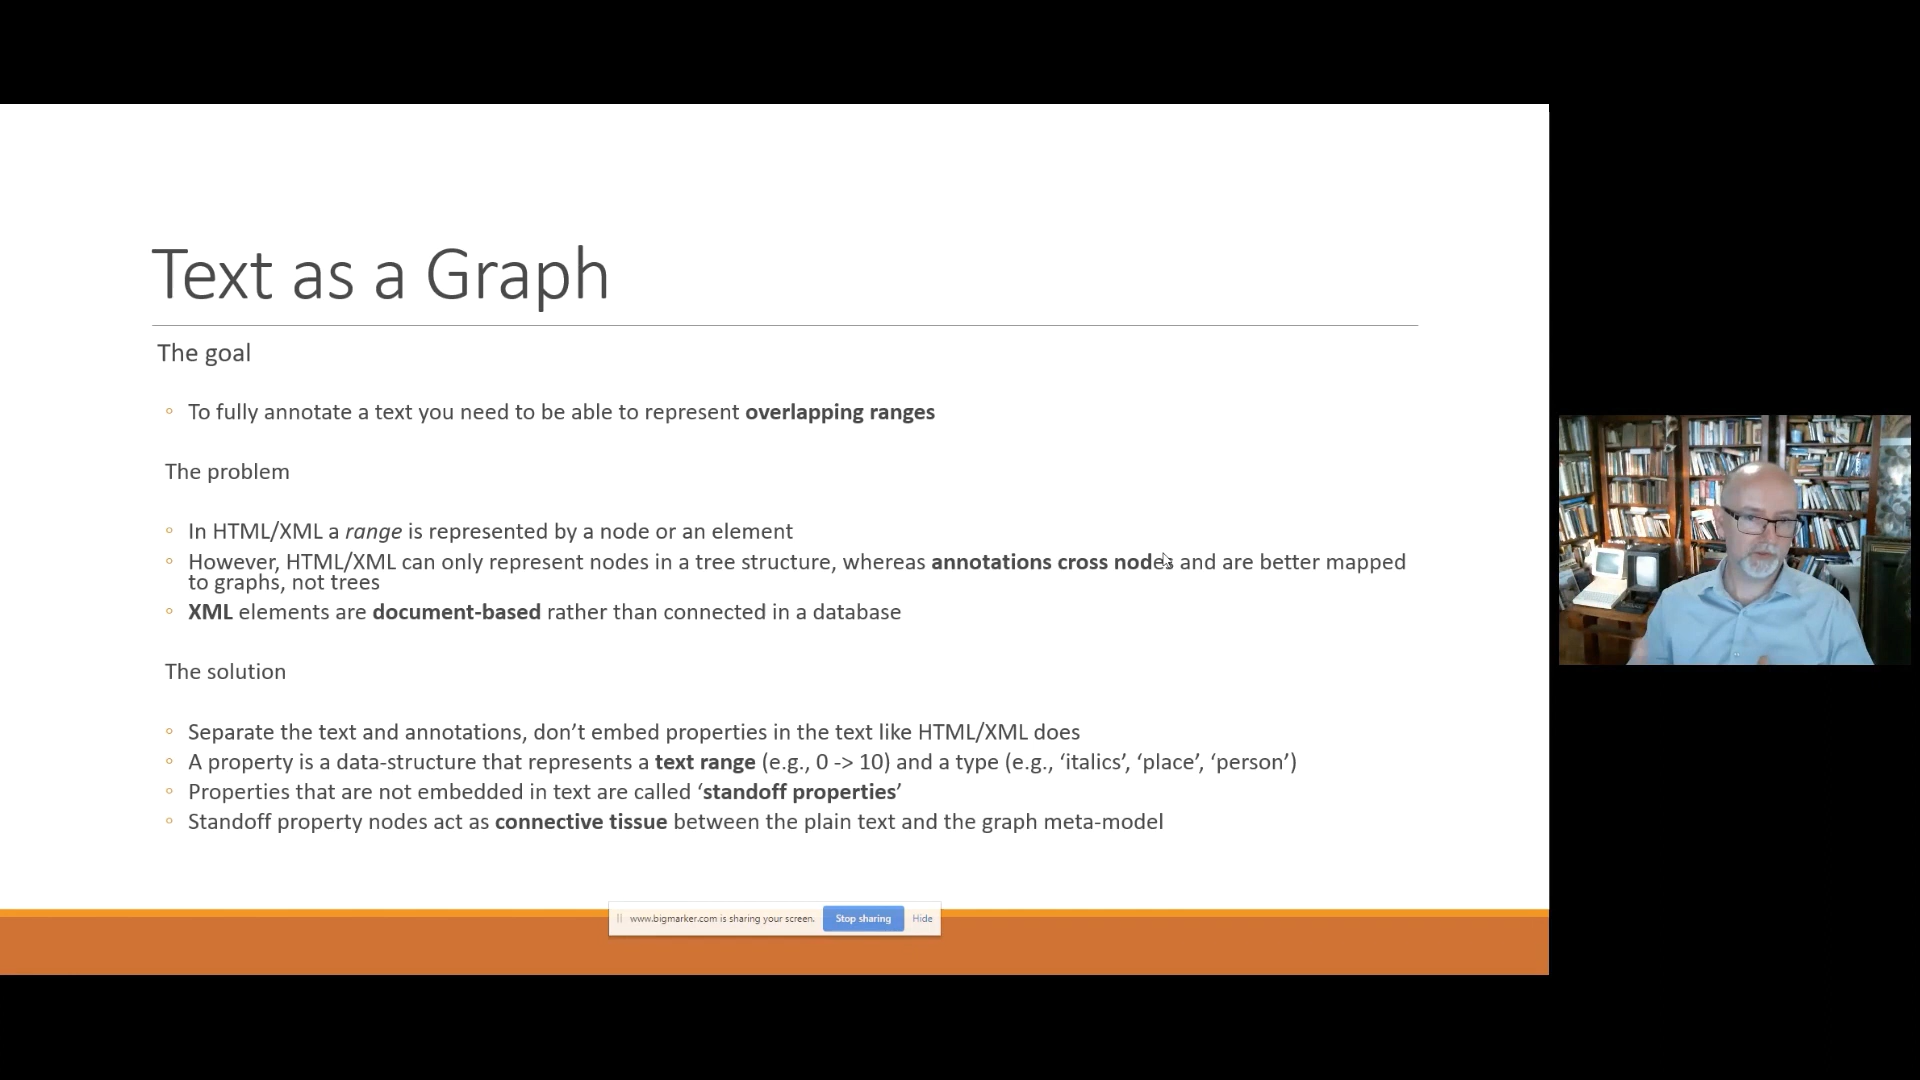 Text as a Graph
The goal
◦ To fully annotate a text you need to be able to represent overlapping ranges
The problem
◦ In HTML/XML a range is represented by a node or an element
◦ However, HTML/XML can only represent nodes in a tree structure, whereas annotations cross nodes and are better mapped
to graphs, not trees
◦ XML elements are document-based rather than connected in a database
The solution
◦ Separate the text and annotations, don’t embed properties in the text like HTML/XML does
◦ A property is a data-structure that represents a text range (e.g., 0 -> 10) and a type (e.g., ‘italics’, ‘place’, ‘person’)
◦ Properties that are not embedded in text are called ‘standoff properties’
◦ Standoff property nodes act as connective tissue between the plain text and the graph meta-model
www.bigmarker.com is sharing your screen. Stop sharing Hide